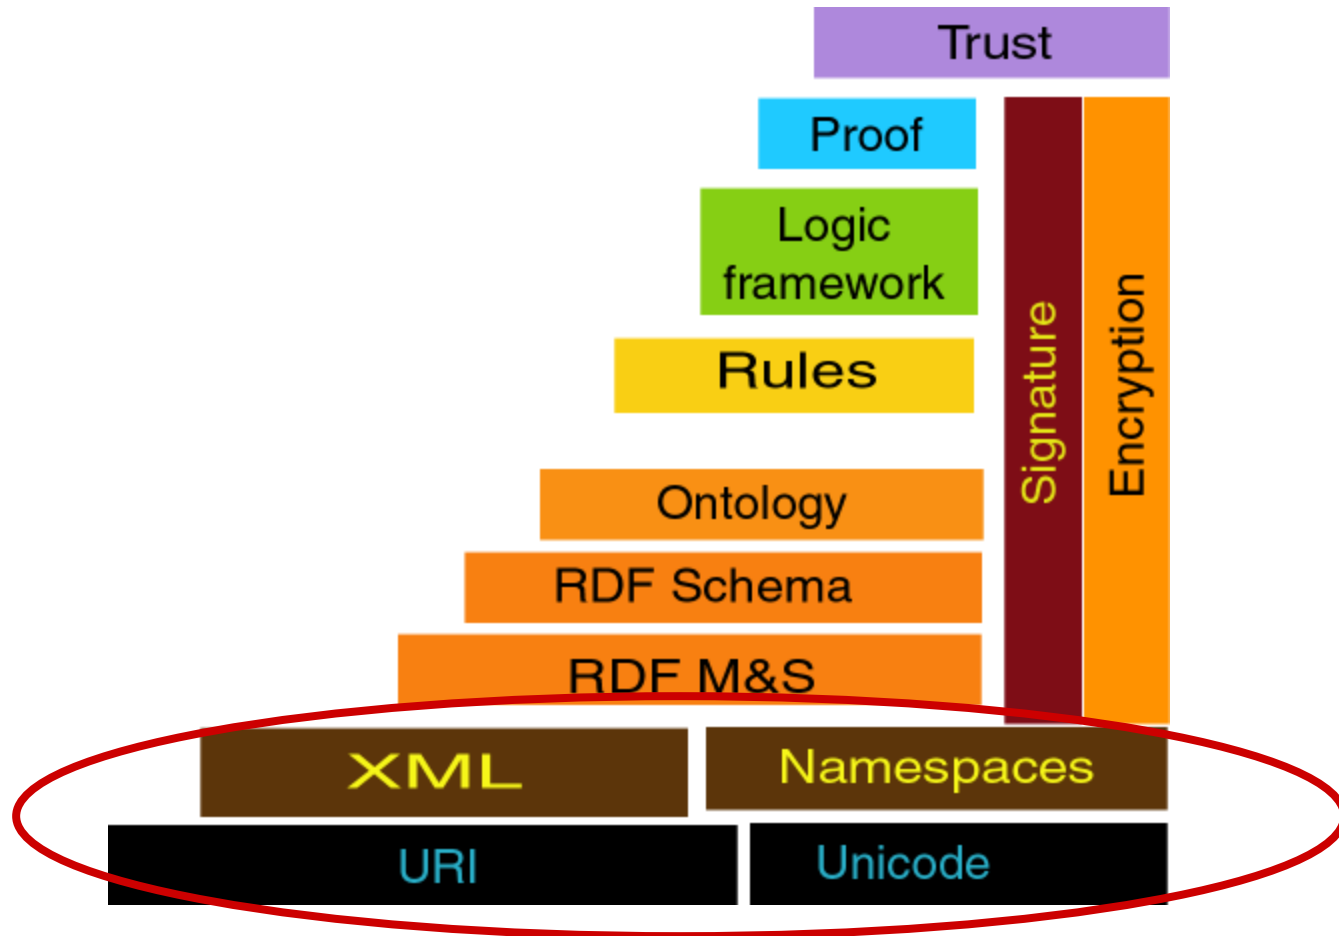 Trust
Proof
Logic
framework
Rules
Signature
Encryption
Ontology
RDF Schema
RDF M&S
XML
Namespaces
URI
Unicode